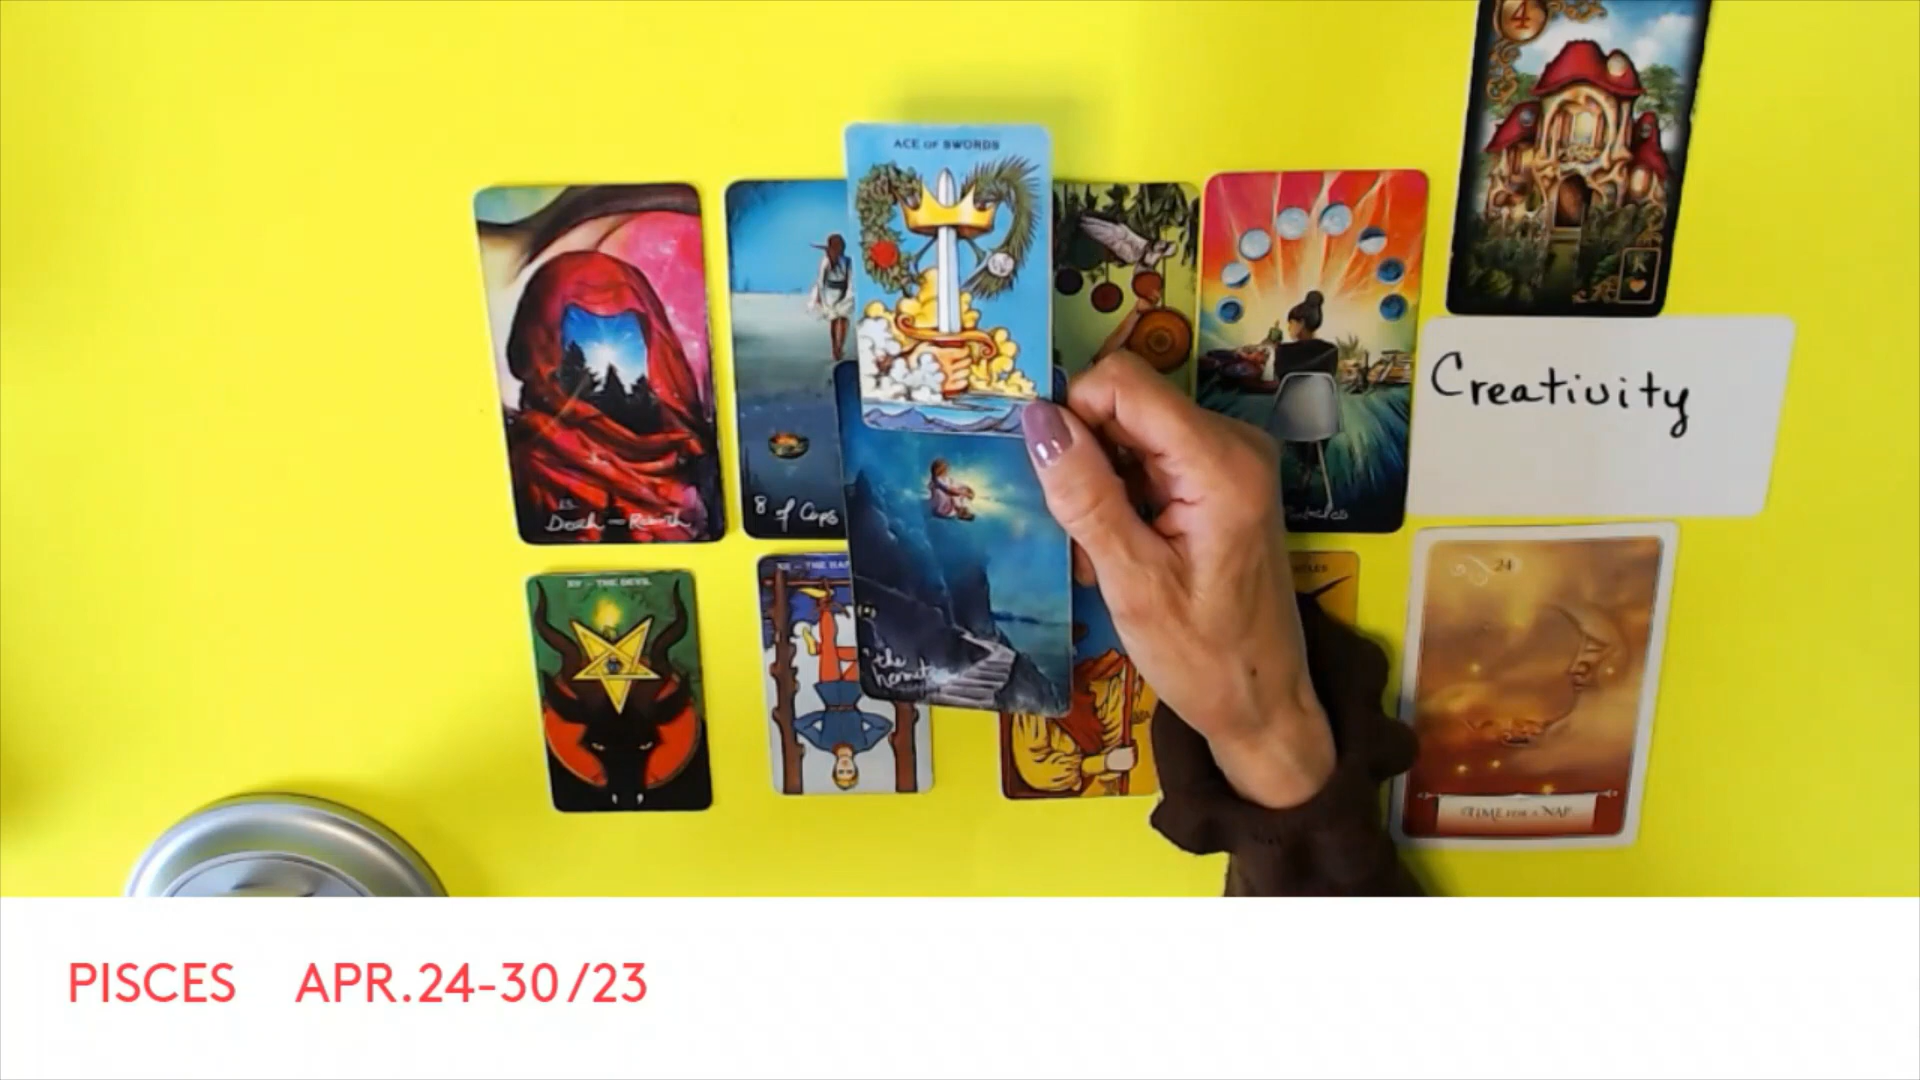 4
ACE OF SWORDS
K
Creativity
Death - Rebirth
8 of Cups
the
hermit
XV - THE DEVIL
24
TIME FOR A NAP
PISCES APR.24-30/23